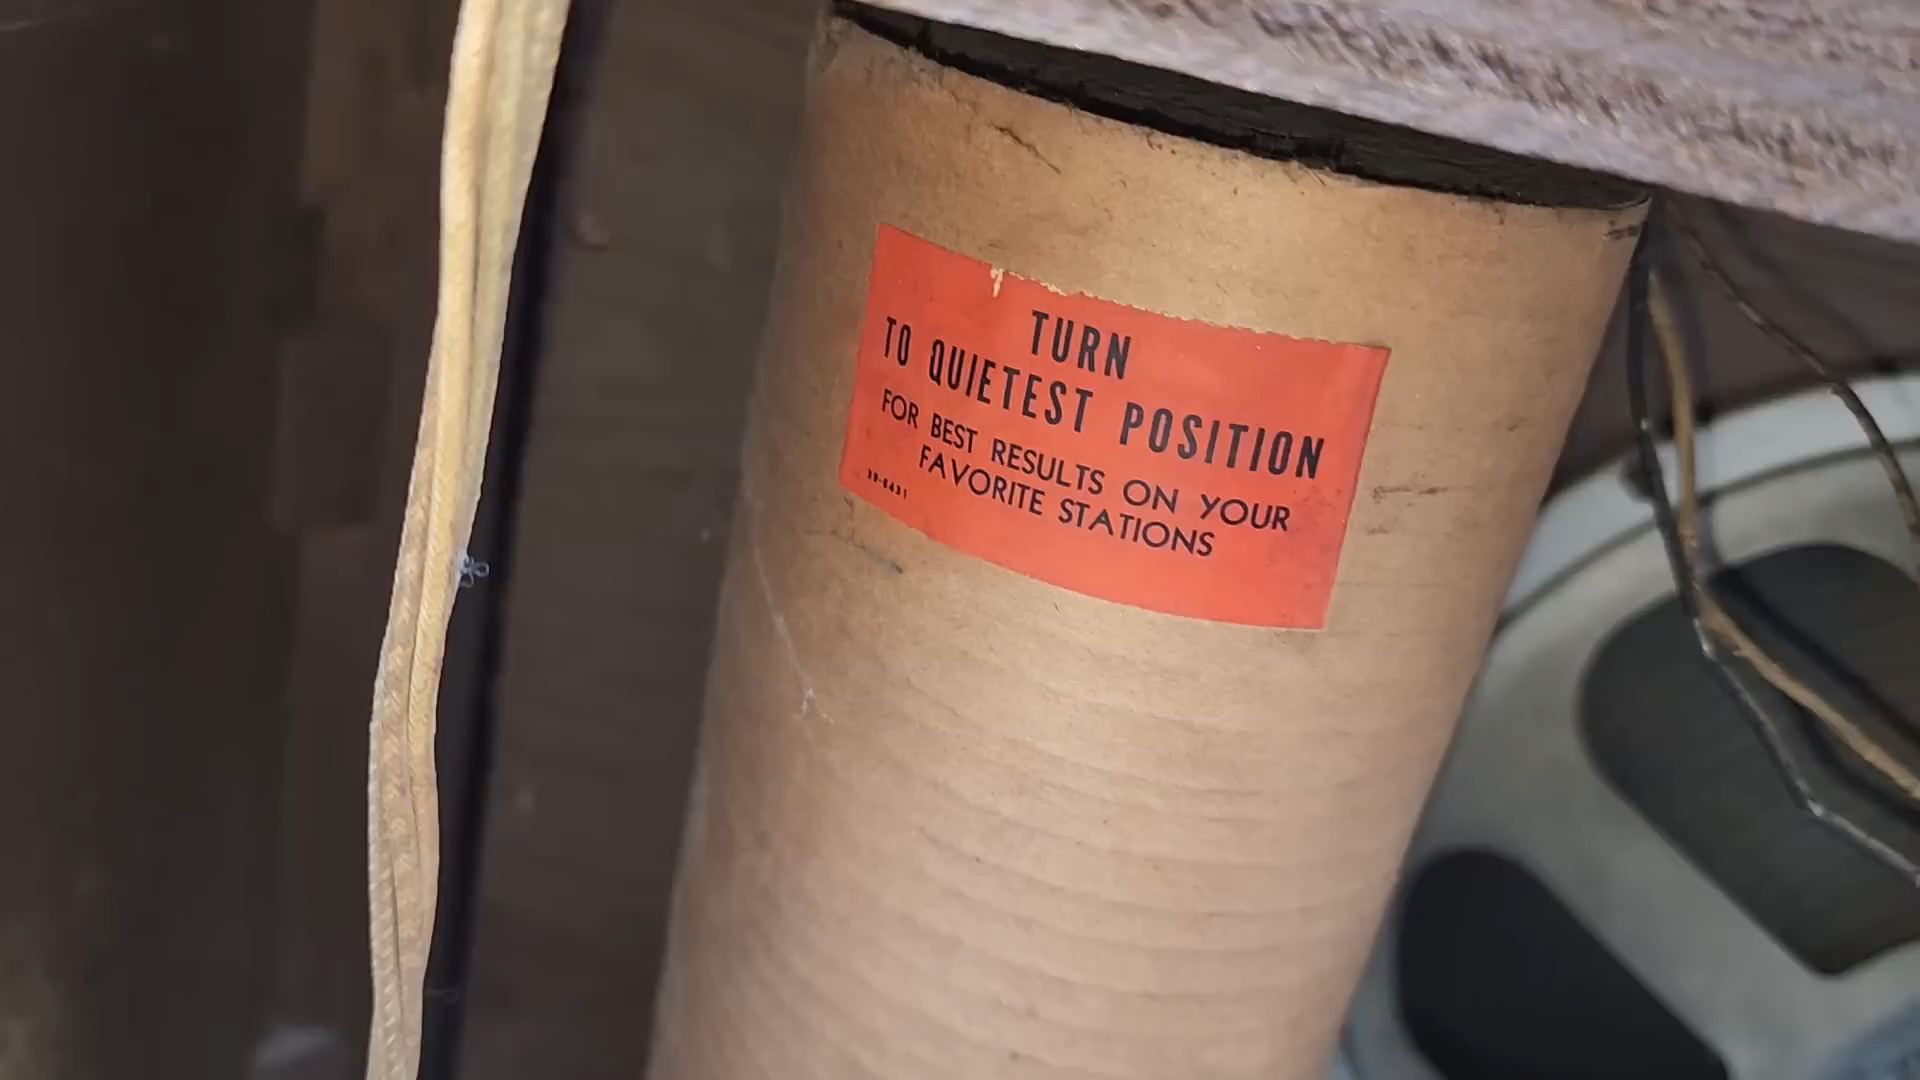 TURN
TO QUIETEST POSITION
FOR BEST RESULTS ON YOUR
FAVORITE STATIONS